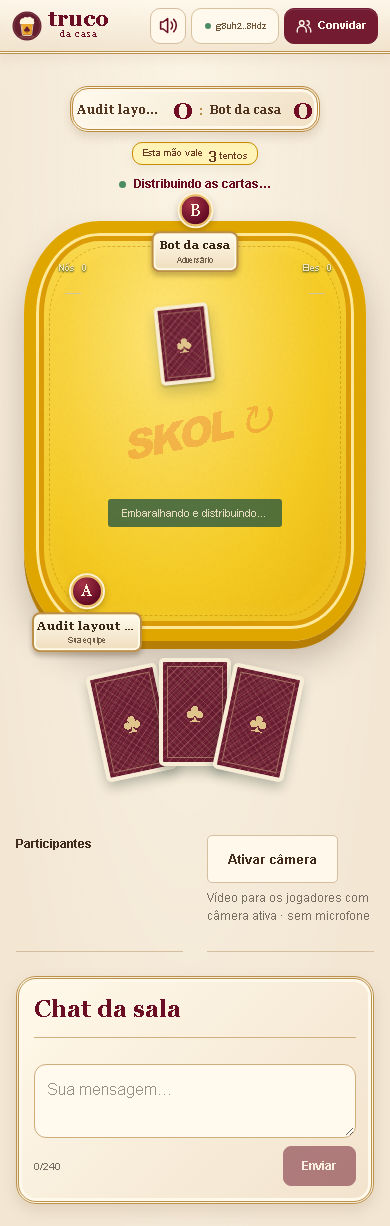 truco
da casa
g8uh2…8Hdz
Convidar
Audit layo… 0 : Bot da casa 0
Esta mão vale 3 tentos
Distribuindo as cartas…
B
Bot da casa
Adversário
Nós 0
Eles 0
SKOL
Embaralhando e distribuindo…
A
Audit layout …
Sua equipe
Participantes
Ativar câmera
Vídeo para os jogadores com
câmera ativa · sem microfone
Chat da sala
Sua mensagem…
0/240
Enviar